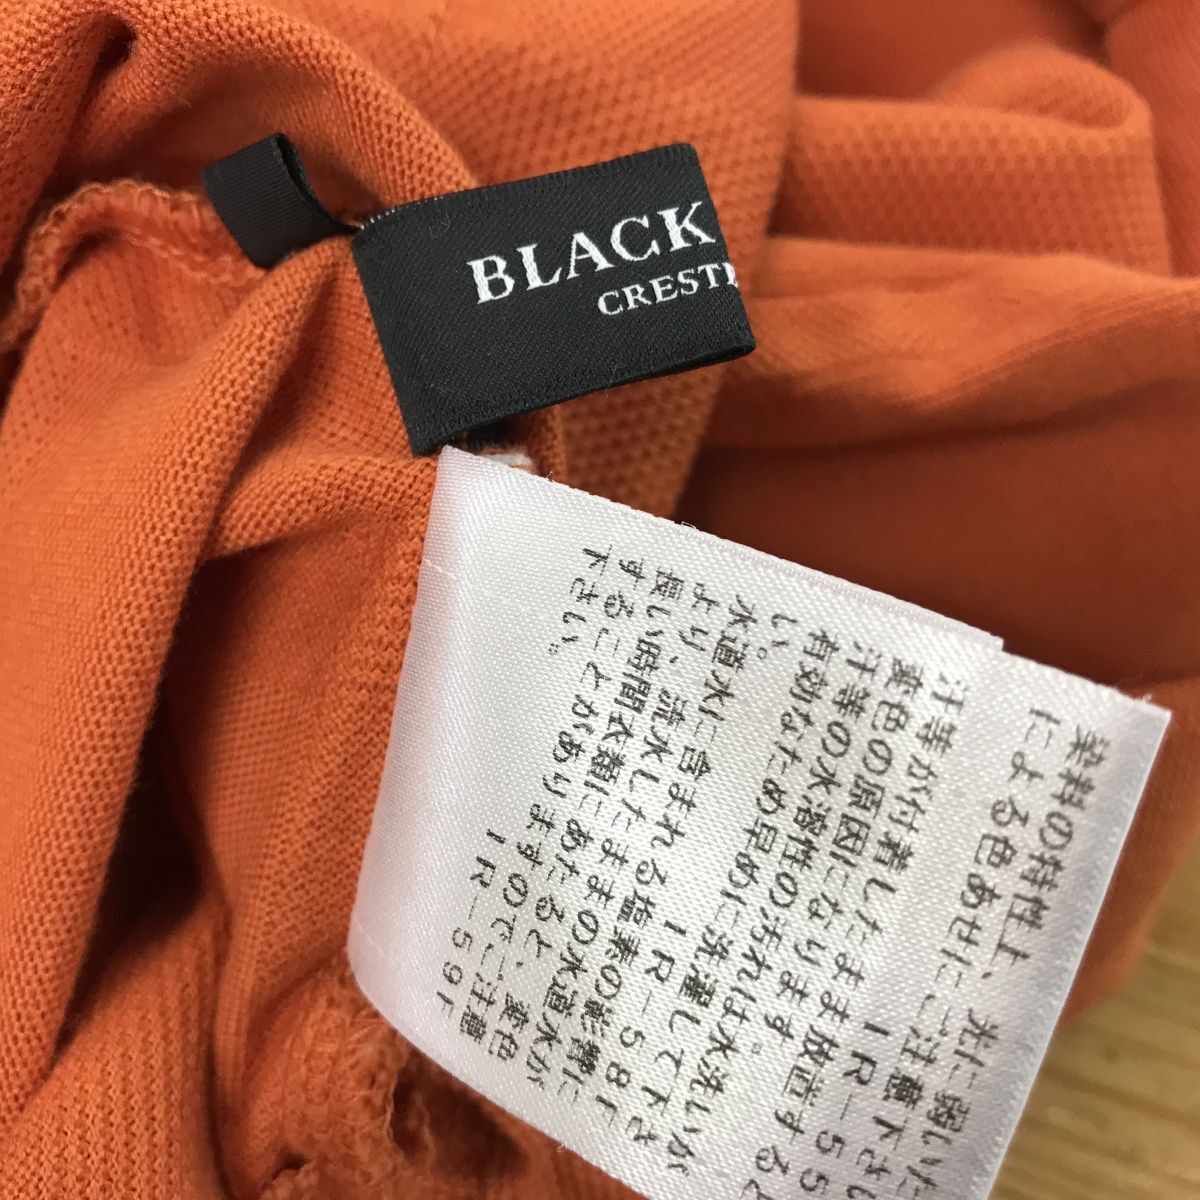 BLACK
CREST
染料の特性上、光に弱いた
による色あせにご注意下さ
IR-55
汗等が付着したまま放置すると
変色の原因になります。
汗等の水溶性の汚れは水洗いが
有効なため早めに洗濯して下さ
い。
IR-58F
水道水に含まれる塩素の影響に
より、流水したままの水道水が
長い時間衣類にあたると、変色
することがありますのでご注意
下さい。
IR-59F